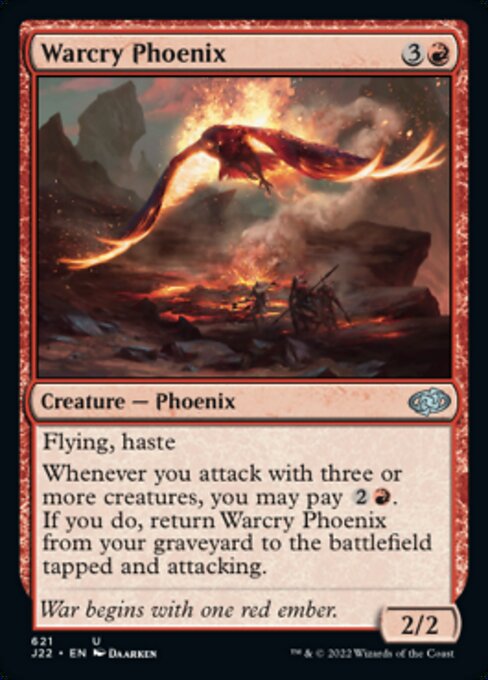 Warcry Phoenix 3
Creature — Phoenix
Flying, haste
Whenever you attack with three or
more creatures, you may pay 2 .
If you do, return Warcry Phoenix
from your graveyard to the battlefield
tapped and attacking.
War begins with one red ember.
2/2
621 U
J22 • EN DAARKEN
™ & © 2022 Wizards of the Coast